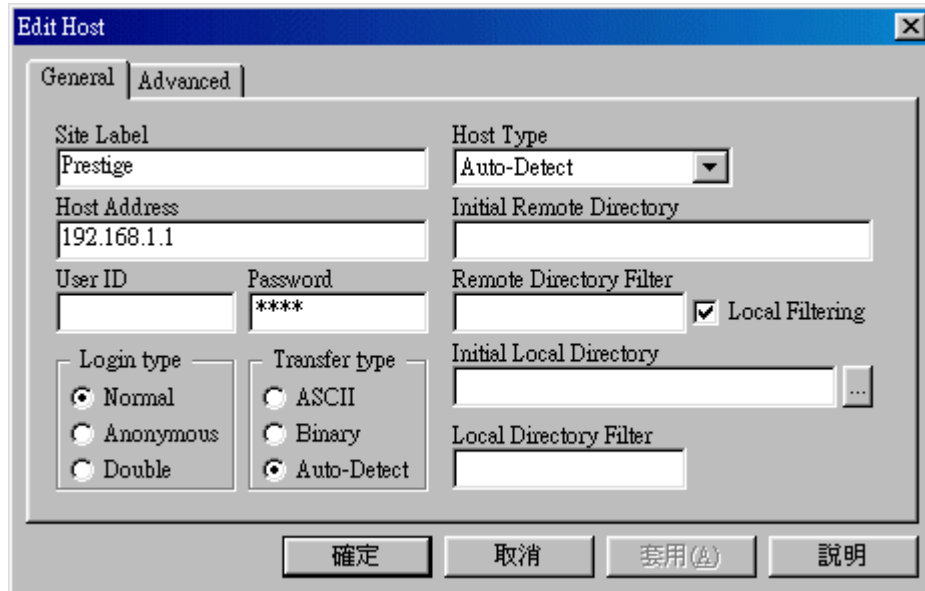 Edit Host
General
Advanced
Site Label
Prestige
Host Address
192.168.1.1
User ID
Password
****
Login type
Normal
Anonymous
Double
Transfer type
ASCII
Binary
Auto-Detect
Host Type
Auto-Detect
Initial Remote Directory
Remote Directory Filter
Local Filtering
Initial Local Directory
...
Local Directory Filter
確定
取消
套用(A)
說明